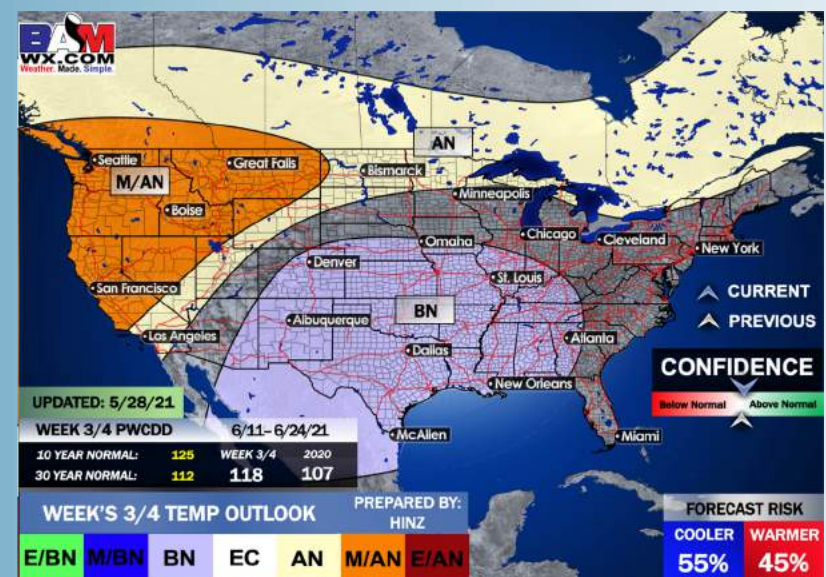 BAM
WX.COM
Weather. Made. Simple.
AN
Seattle
Great Falls
Bismarck
M/AN
Minneapolis
Boise
Chicago
Cleveland
New York
Omaha
Denver
St. Louis
San Francisco
CURRENT
BN
Albuquerque
PREVIOUS
Los Angeles
Atlanta
Dallas
CONFIDENCE
New Orleans
Below Normal
Above Normal
UPDATED: 5/28/21
WEEK 3/4 PWCDD 6/11-6/24/21
McAllen
Miami
10 YEAR NORMAL: 125 WEEK 3/4 2020
30 YEAR NORMAL: 112 118 107
WEEK'S 3/4 TEMP OUTLOOK
PREPARED BY:
HINZ
FORECAST RISK
COOLER WARMER
55% 45%
E/BN M/BN BN EC AN M/AN E/AN